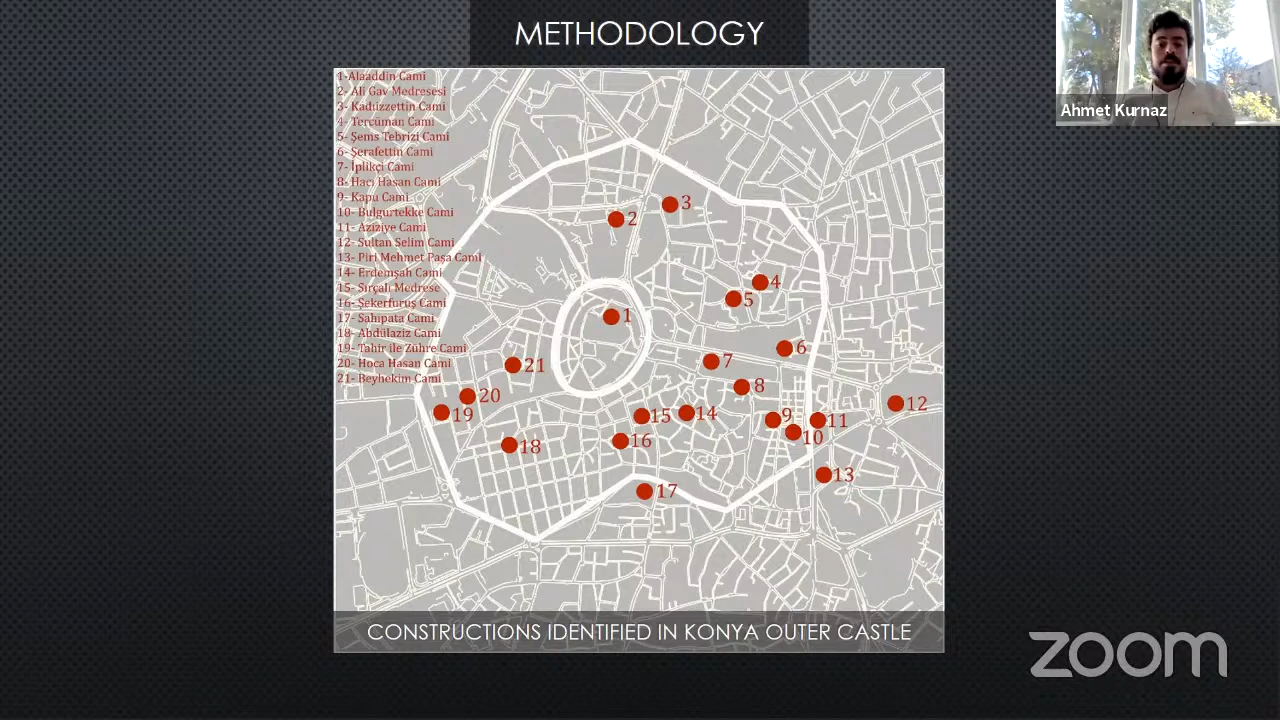 METHODOLOGY
Ahmet Kurnaz
1-Alaaddin Cami
2- Ali Gav Medresesi
3- Kadıizzettin Cami
4- Tercüman Cami
5- Şems Tebrizi Cami
6- Şerafettin Cami
7- İplikçi Cami
8- Hacı Hasan Cami
9- Kapu Cami
10- Bulgurtekke Cami
11- Aziziye Cami
12- Sultan Selim Cami
13- Piri Mehmet Paşa Cami
14- Erdemşah Cami
15- Sırçalı Medrese
16- Şekerfuruş Cami
17- Sahipata Cami
18- Abdülaziz Cami
19- Tahir ile Zühre Cami
20- Hoca Hasan Cami
21- Beyhekim Cami
3
2
4
5
1
6
7
21
8
20
12
19
15
14
9
11
10
16
18
13
17
CONSTRUCTIONS IDENTIFIED IN KONYA OUTER CASTLE
zoom